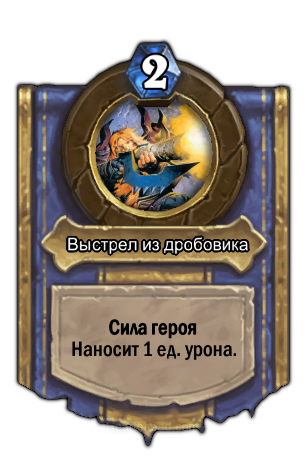 2
Выстрел из дробовика
Сила героя
Наносит 1 ед. урона.